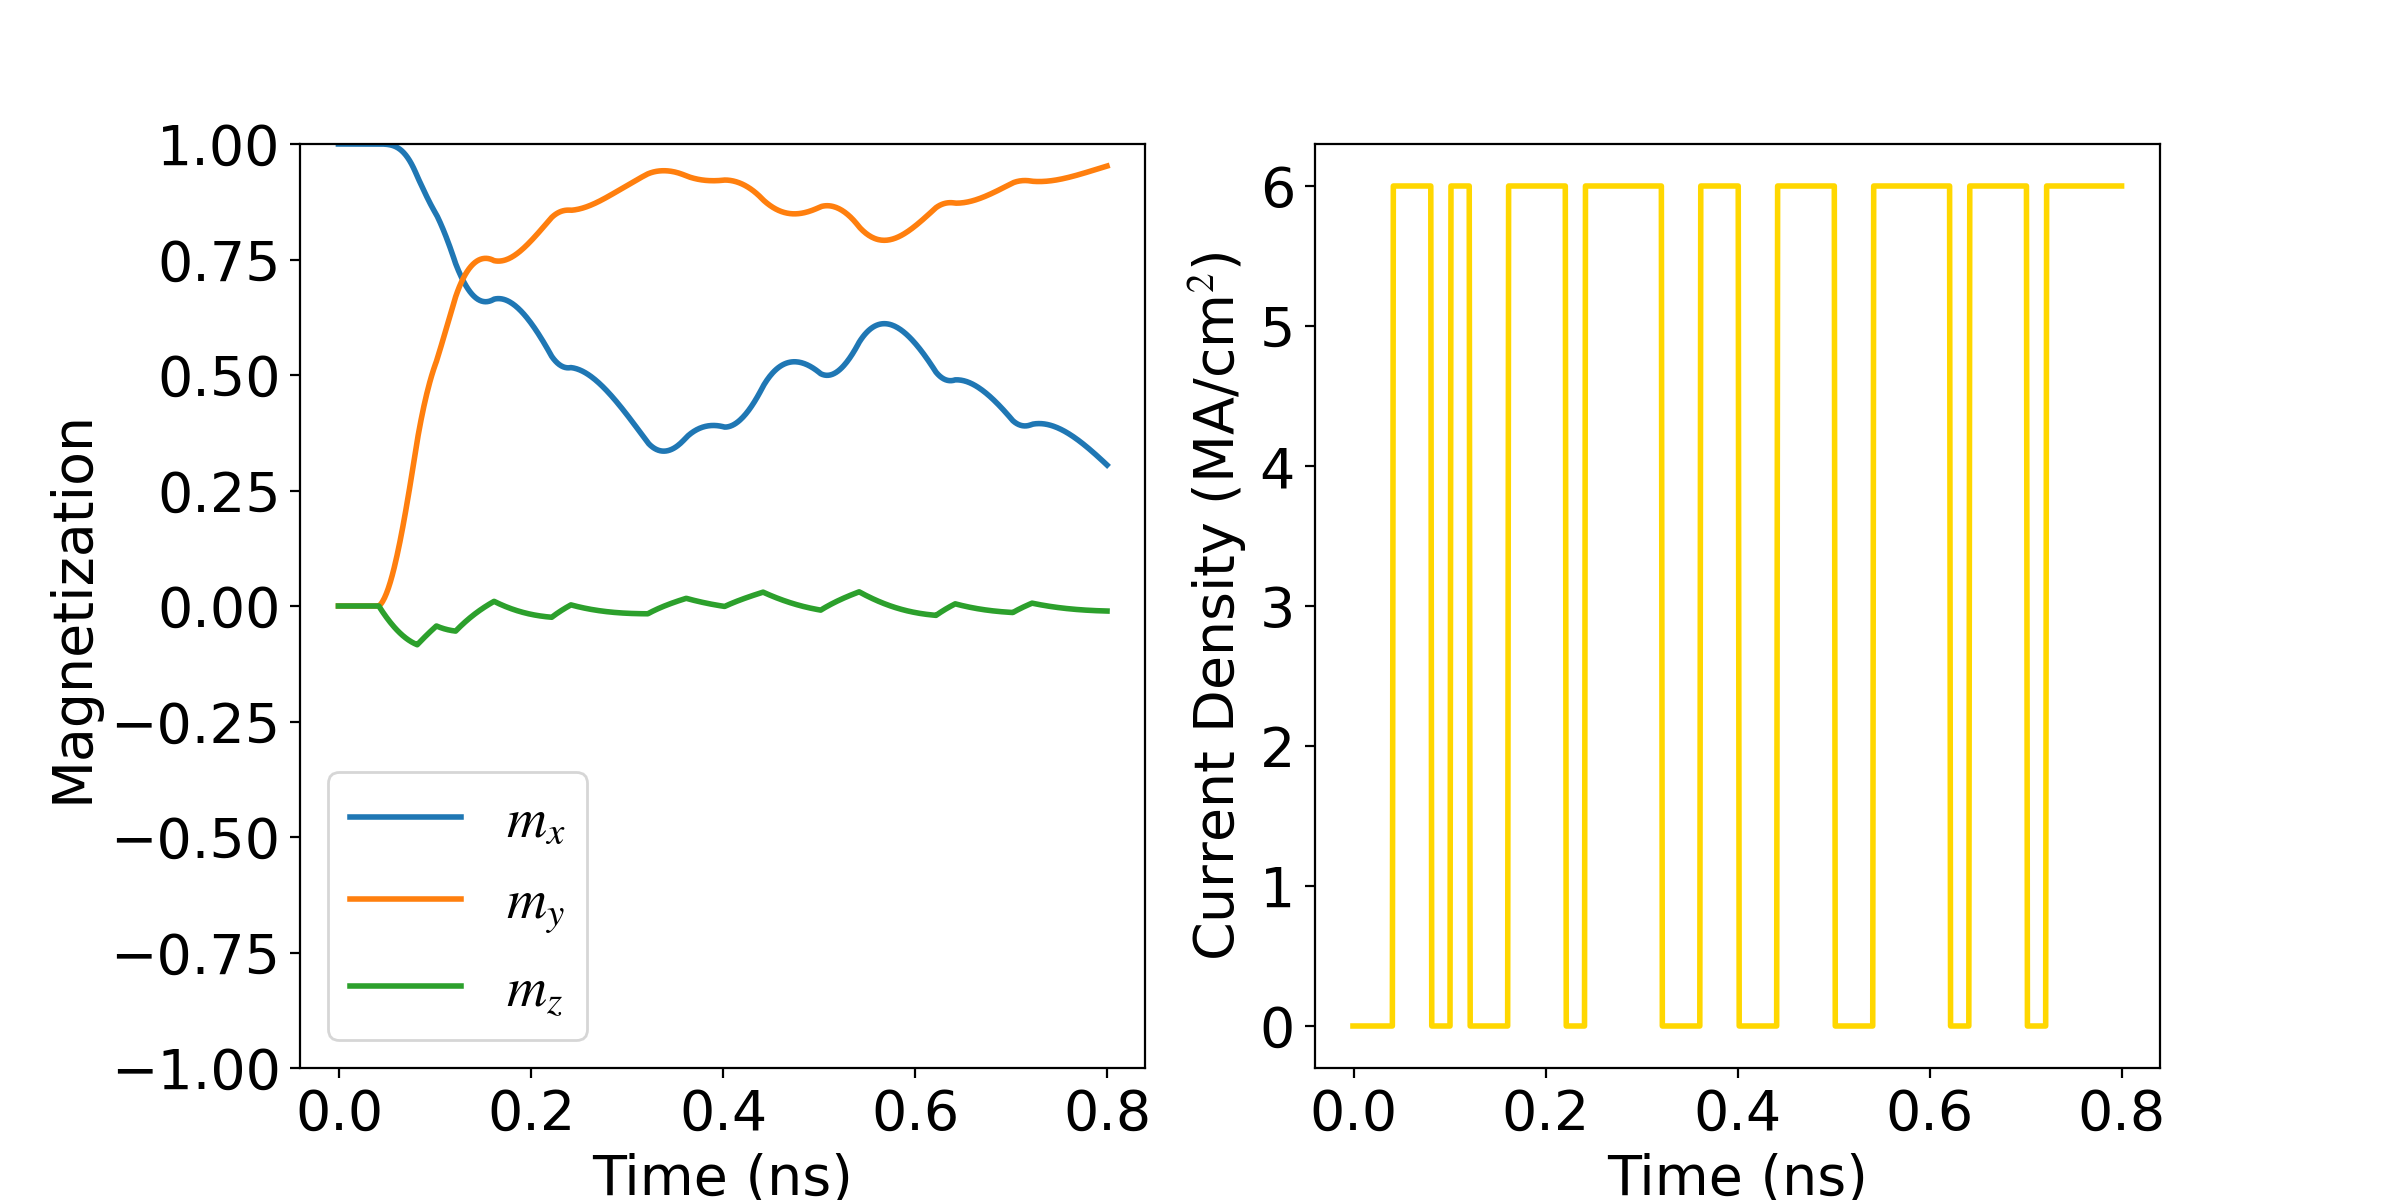 Magnetization
1.00
0.75
0.50
0.25
0.00
−0.25
−0.50
−0.75
−1.00
0.0 0.2 0.4 0.6 0.8
Time (ns)
m_x
m_y
m_z
Current Density (MA/cm²)
6
5
4
3
2
1
0
0.0 0.2 0.4 0.6 0.8
Time (ns)